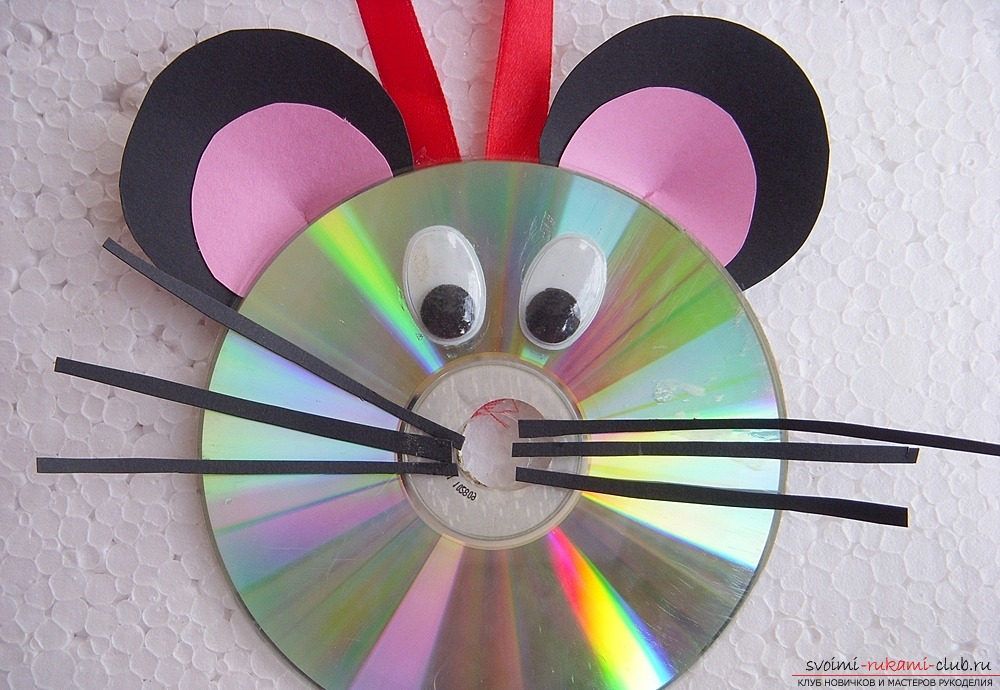 svoimi-rukami-club.ru
КЛУБ НОВИЧКОВ И МАСТЕРОВ РУКОДЕЛИЯ